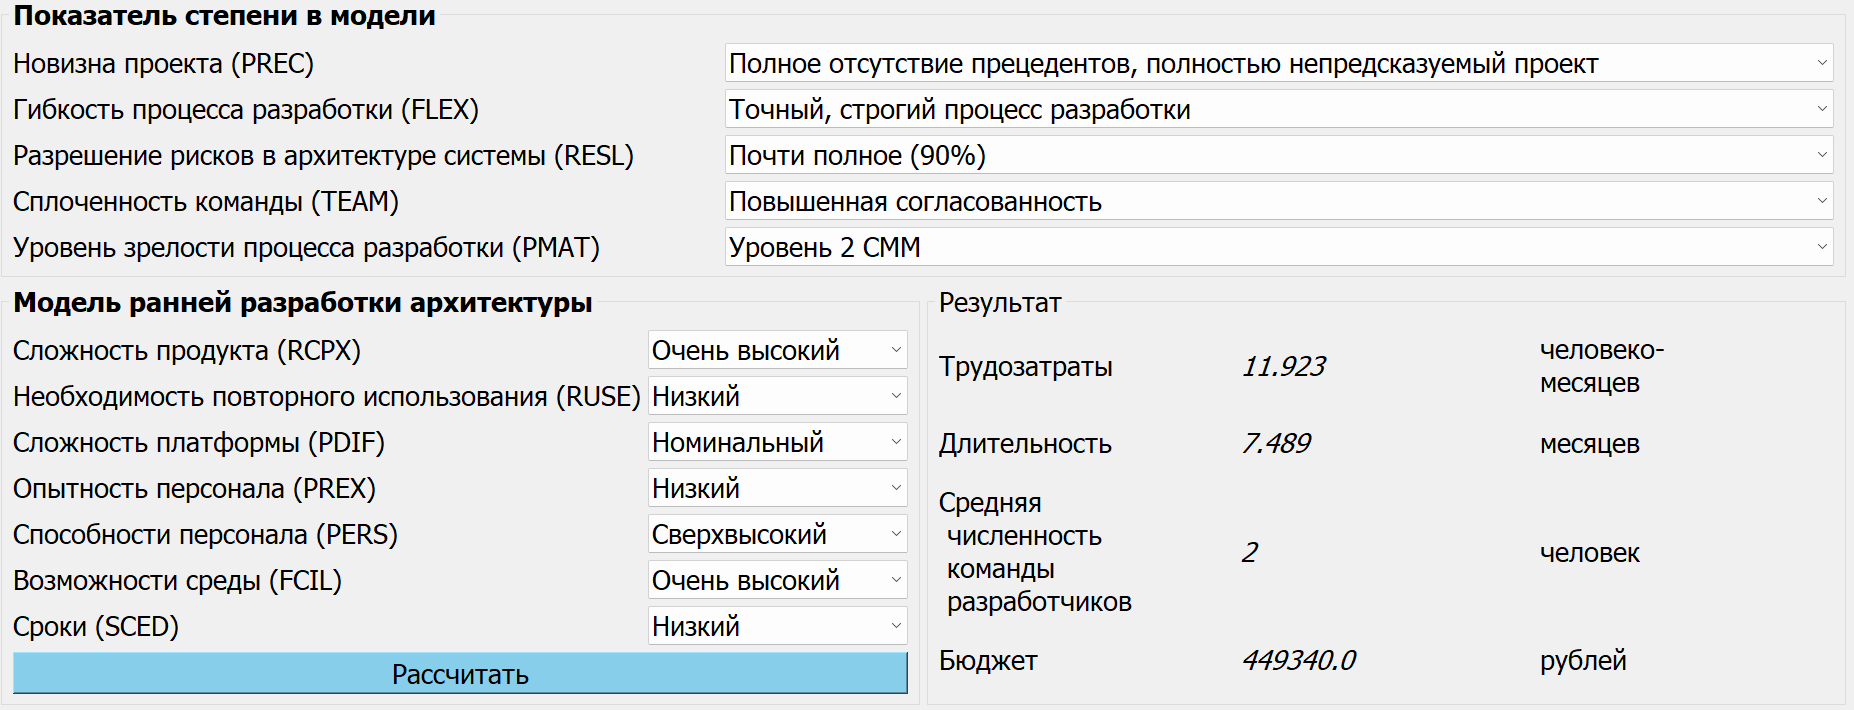 Показатель степени в модели
Новизна проекта (PREC) Полное отсутствие прецедентов, полностью непредсказуемый проект
Гибкость процесса разработки (FLEX) Точный, строгий процесс разработки
Разрешение рисков в архитектуре системы (RESL) Почти полное (90%)
Сплоченность команды (TEAM) Повышенная согласованность
Уровень зрелости процесса разработки (PMAT) Уровень 2 СММ
Модель ранней разработки архитектуры
Сложность продукта (RCPX) Очень высокий
Необходимость повторного использования (RUSE) Низкий
Сложность платформы (PDIF) Номинальный
Опытность персонала (PREX) Низкий
Способности персонала (PERS) Сверхвысокий
Возможности среды (FCIL) Очень высокий
Сроки (SCED) Низкий
Рассчитать
Результат
Трудозатраты 11.923 человеко-
месяцев
Длительность 7.489 месяцев
Средняя
численность
команды
разработчиков
2 человек
Бюджет 449340.0 рублей